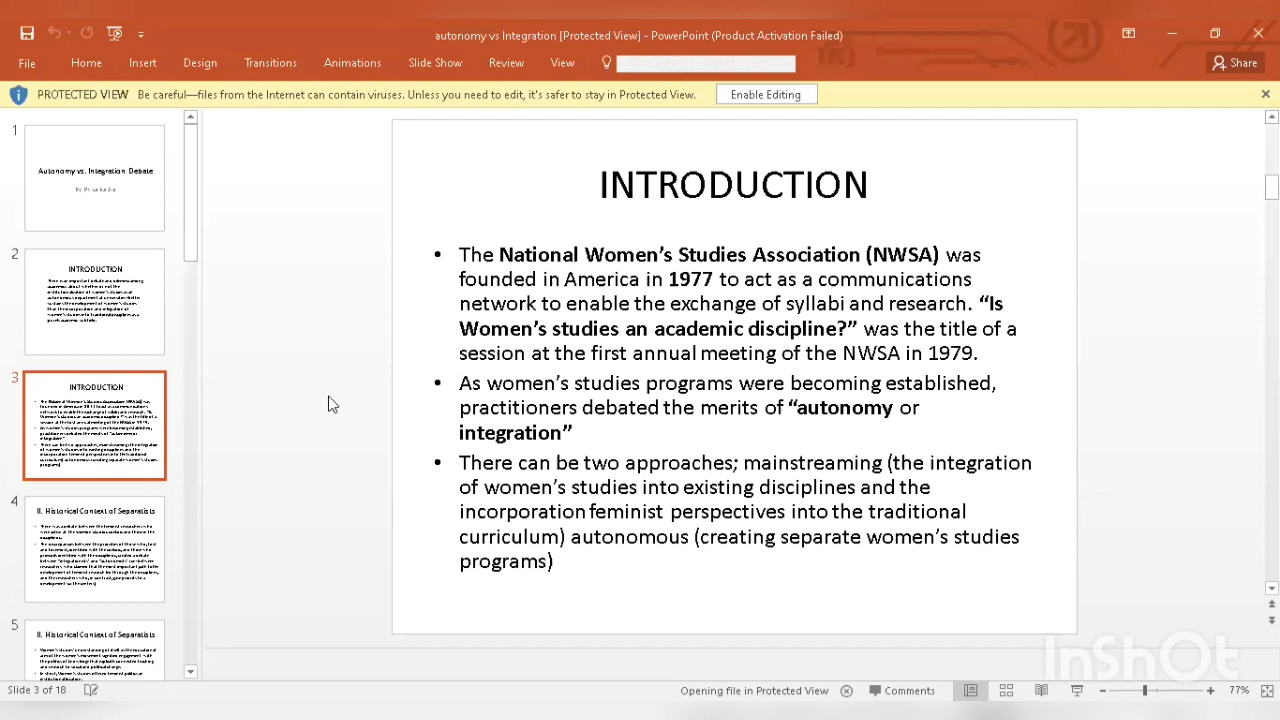 autonomy vs Integration [Protected View] - PowerPoint (Product Activation Failed)
File Home Insert Design Transitions Animations Slide Show Review View Share
PROTECTED VIEW Be careful—files from the Internet can contain viruses. Unless you need to edit, it's safer to stay in Protected View. Enable Editing
1
Autonomy vs. Integration Debate
2
INTRODUCTION
3
INTRODUCTION
4
II. Historical Context of Separatists
5
II. Historical Context of Separatists
INTRODUCTION
• The National Women’s Studies Association (NWSA) was
founded in America in 1977 to act as a communications
network to enable the exchange of syllabi and research. “Is
Women’s studies an academic discipline?” was the title of a
session at the first annual meeting of the NWSA in 1979.
• As women’s studies programs were becoming established,
practitioners debated the merits of “autonomy or
integration”
• There can be two approaches; mainstreaming (the integration
of women’s studies into existing disciplines and the
incorporation feminist perspectives into the traditional
curriculum) autonomous (creating separate women’s studies
programs)
InShOt
Slide 3 of 18 Opening file in Protected View Comments 77%